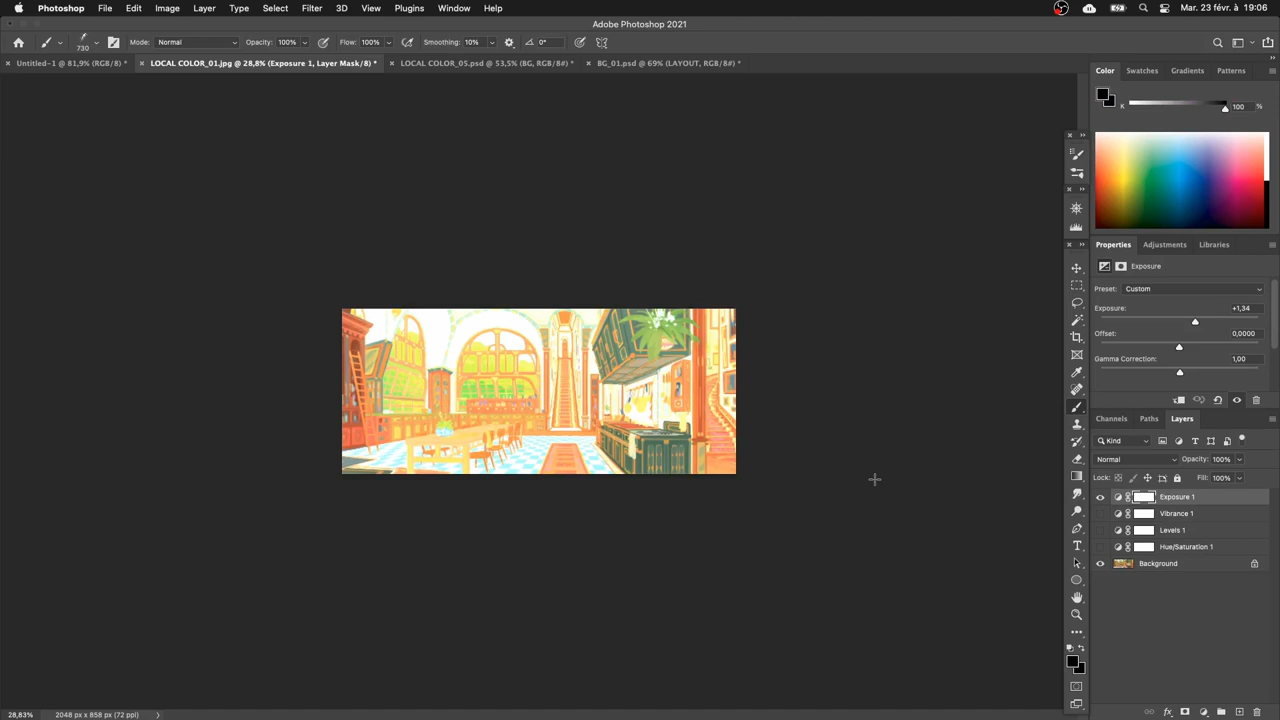 Photoshop File Edit Image Layer Type Select Filter 3D View Plugins Window Help Mar. 23 févr. à 19:06
Adobe Photoshop 2021
730 Mode: Normal Opacity: 100% Flow: 100% Smoothing: 10% 0°
Untitled-1 @ 81,9% (RGB/8) * LOCAL COLOR_01.jpg @ 28,8% (Exposure 1, Layer Mask/8) * LOCAL COLOR_05.psd @ 53,5% (BG, RGB/8#) * BG_01.psd @ 69% (LAYOUT, RGB/8#) *
Color Swatches Gradients Patterns
K 100 %
Properties Adjustments Libraries
Exposure
Preset: Custom
Exposure: +1,34
Offset: 0,0000
Gamma Correction: 1,00
Channels Paths Layers
Kind
Normal Opacity: 100%
Lock: Fill: 100%
Exposure 1
Vibrance 1
Levels 1
Hue/Saturation 1
Background
28,83% 2048 px x 858 px (72 ppi)